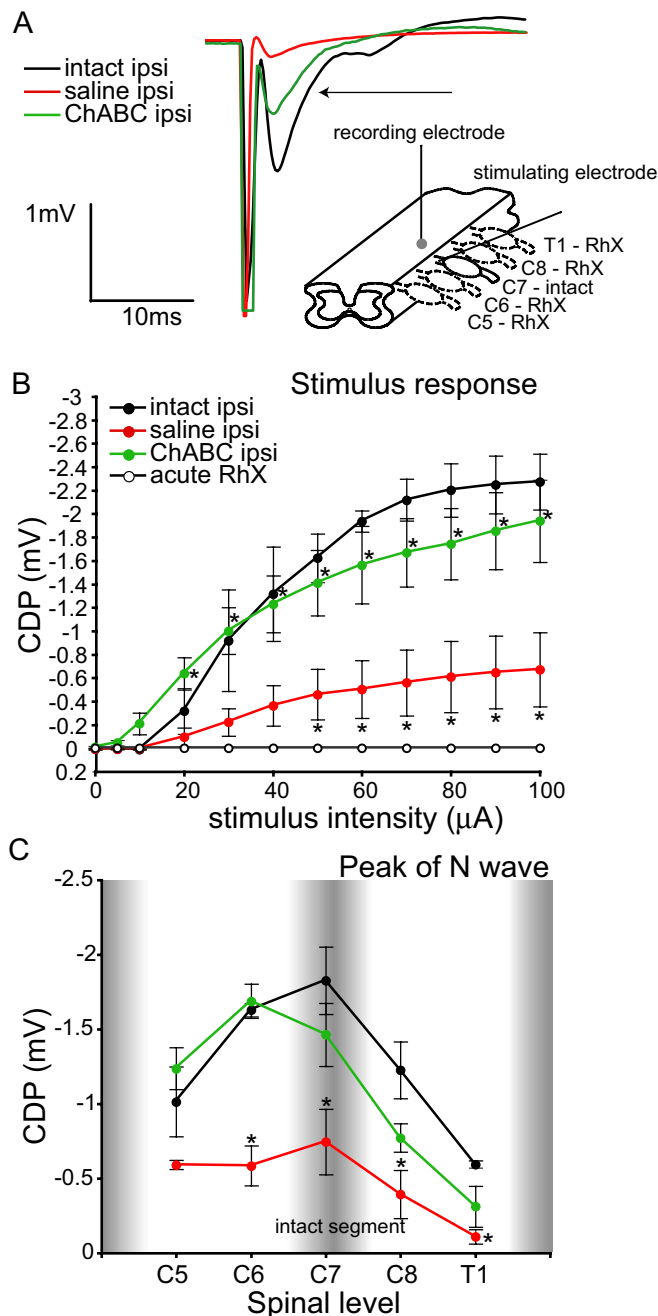 A
intact ipsi
saline ipsi
ChABC ipsi
1mV
10ms
recording electrode
stimulating electrode
T1 - RhX
C8 - RhX
C7 - intact
C6 - RhX
C5 - RhX
B
Stimulus response
intact ipsi
saline ipsi
ChABC ipsi
acute RhX
CDP (mV)
-3
-2.8
-2.6
-2.4
-2.2
-2
-1.8
-1.6
-1.4
-1.2
-1
-0.8
-0.6
-0.4
-0.2
0
0.2
* * * * * * * * *
* * * * * *
0 20 40 60 80 100
stimulus intensity (μA)
C
Peak of N wave
CDP (mV)
-2.5
-2
-1.5
-1
-0.5
0
* * * *
intact segment
C5 C6 C7 C8 T1
Spinal level